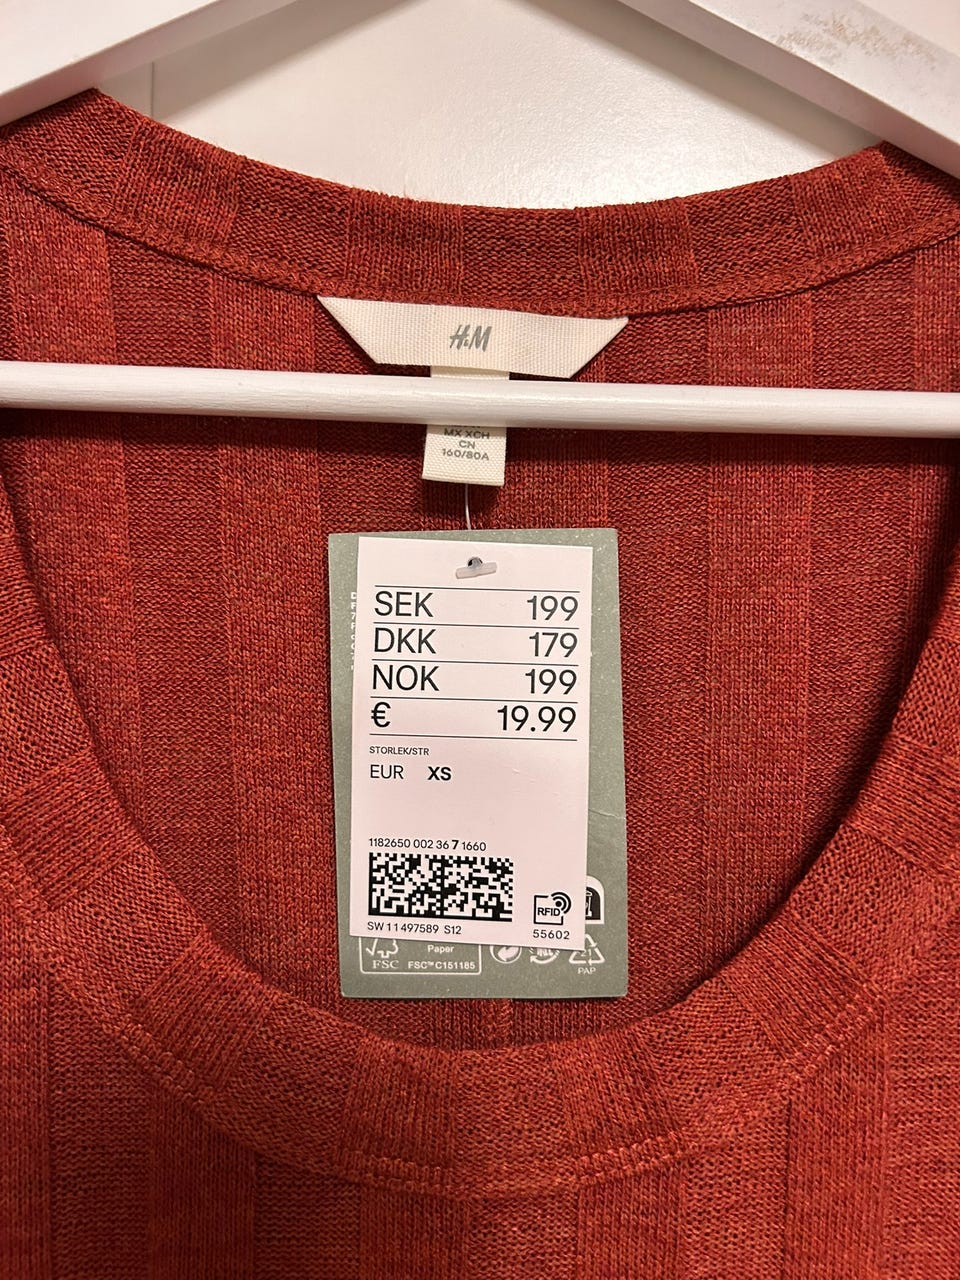 H&M
MX XCH
CN
160/80A
SEK 199
DKK 179
NOK 199
€ 19.99
STORLEK/STR
EUR XS
1182650 002 36 7 1660
RFID
SW 11 497589 S12
55602
FSC
Paper
FSC™ C151185
21
PAP